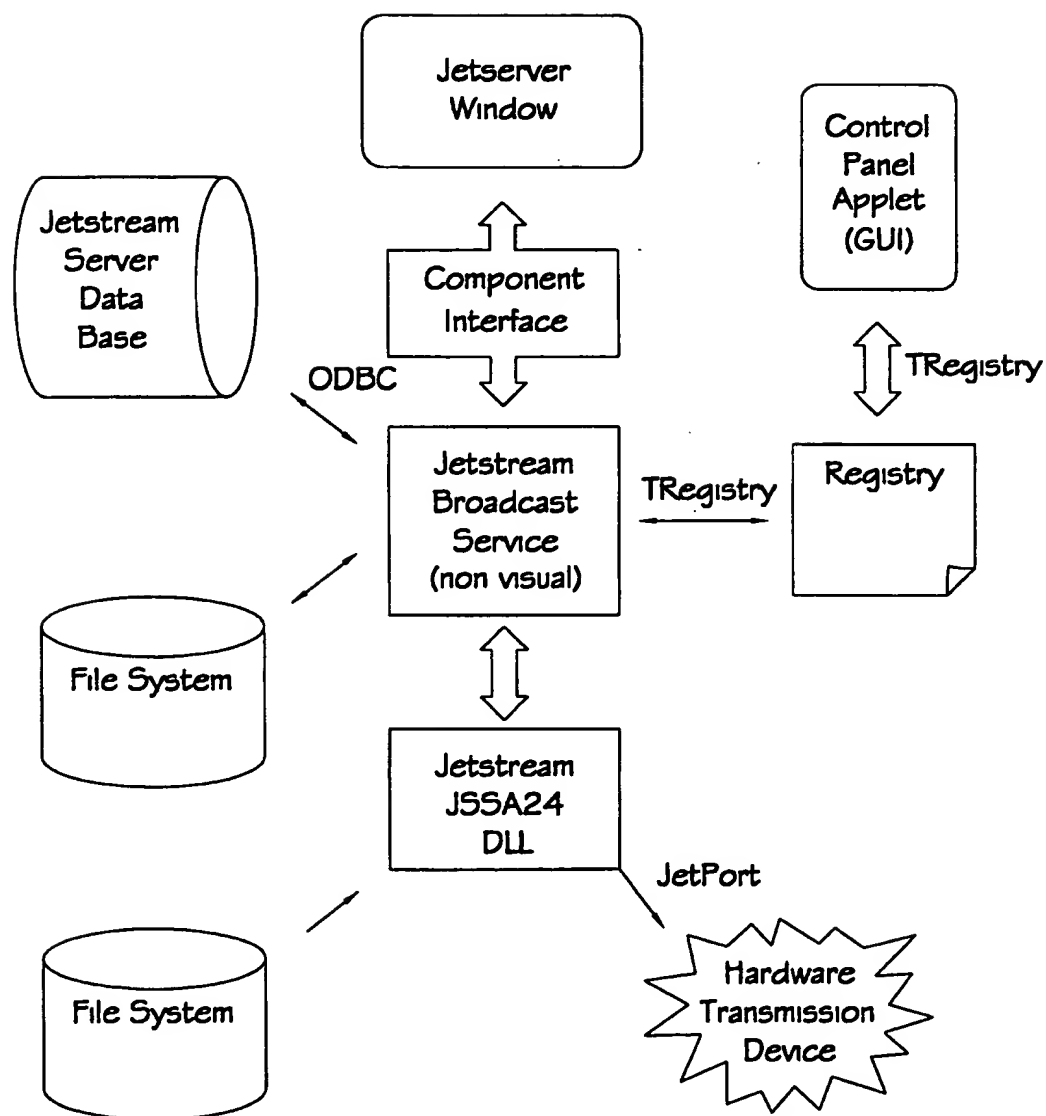 Jetserver
Window
Control
Panel
Applet
(GUI)
Jetstream
Server
Data
Base
Component
Interface
ODBC
TRegistry
Jetstream
Broadcast
Service
(non visual)
TRegistry
Registry
File System
Jetstream
JSSA24
DLL
JetPort
File System
Hardware
Transmission
Device